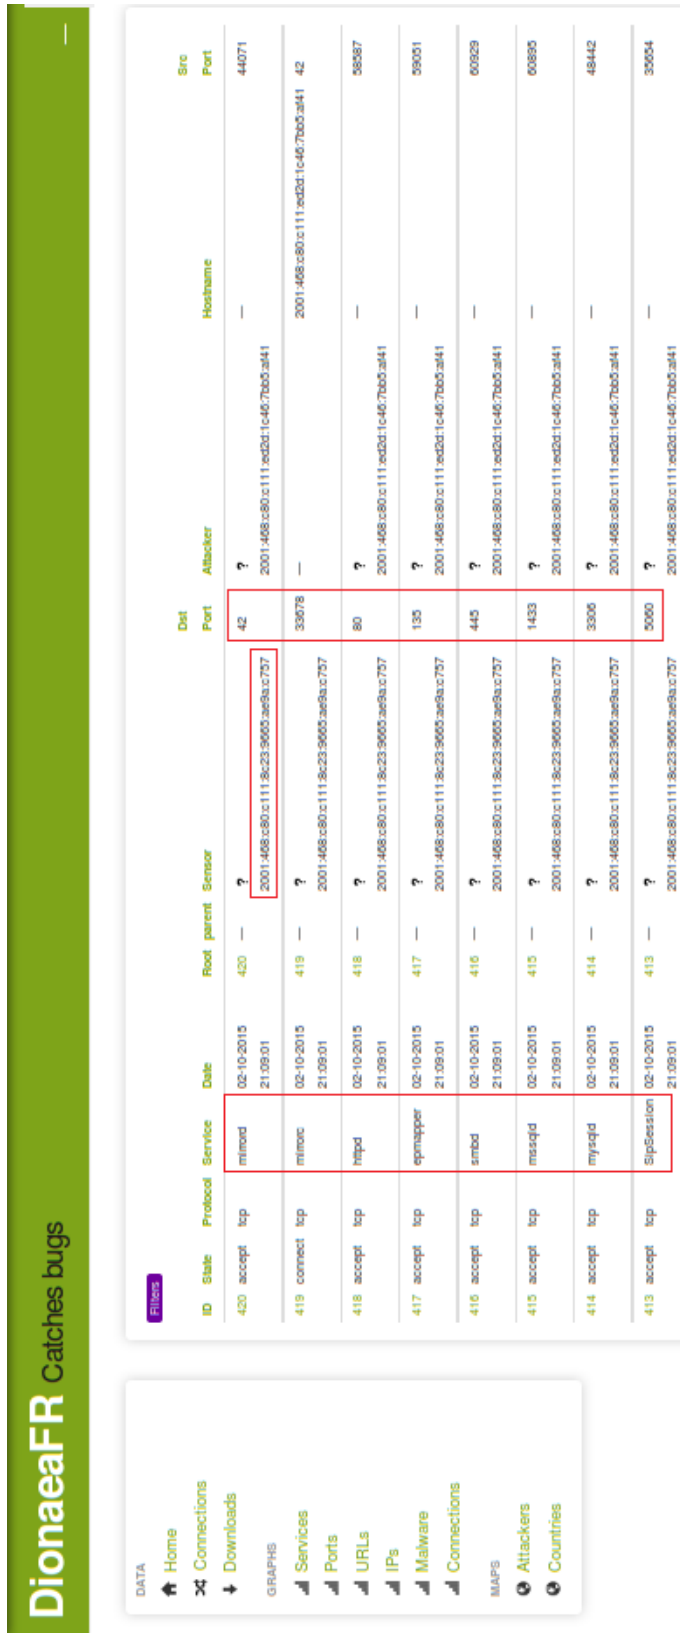 DionaeaFR Catches bugs
DATA
Home
Connections
Downloads
GRAPHS
Services
Ports
URLs
IPs
Malware
Connections
MAPS
Attackers
Countries
Filters
Dst Src
ID State Protocol Service Date Root parent Sensor Port Attacker Hostname Port
420 accept tcp mirrord 02-10-2015 420 — ? 42 ? — 44071
21:09:01 2001:468:c80:c111:8c23:9665:ae9a:c757 2001:468:c80:c111:ed2d:1c46:7bb5:af41
419 connect tcp mirrorc 02-10-2015 419 — ? 33678 — 2001:468:c80:c111:ed2d:1c46:7bb5:af41 42
21:09:01 2001:468:c80:c111:8c23:9665:ae9a:c757
418 accept tcp httpd 02-10-2015 418 — ? 80 ? — 58587
21:09:01 2001:468:c80:c111:8c23:9665:ae9a:c757 2001:468:c80:c111:ed2d:1c46:7bb5:af41
417 accept tcp epmapper 02-10-2015 417 — ? 135 ? — 59051
21:09:01 2001:468:c80:c111:8c23:9665:ae9a:c757 2001:468:c80:c111:ed2d:1c46:7bb5:af41
416 accept tcp smbd 02-10-2015 416 — ? 445 ? — 60929
21:09:01 2001:468:c80:c111:8c23:9665:ae9a:c757 2001:468:c80:c111:ed2d:1c46:7bb5:af41
415 accept tcp mssqld 02-10-2015 415 — ? 1433 ? — 60895
21:09:01 2001:468:c80:c111:8c23:9665:ae9a:c757 2001:468:c80:c111:ed2d:1c46:7bb5:af41
414 accept tcp mysqld 02-10-2015 414 — ? 3306 ? — 48442
21:09:01 2001:468:c80:c111:8c23:9665:ae9a:c757 2001:468:c80:c111:ed2d:1c46:7bb5:af41
413 accept tcp SipSession 02-10-2015 413 — ? 5060 ? — 35654
21:09:01 2001:468:c80:c111:8c23:9665:ae9a:c757 2001:468:c80:c111:ed2d:1c46:7bb5:af41